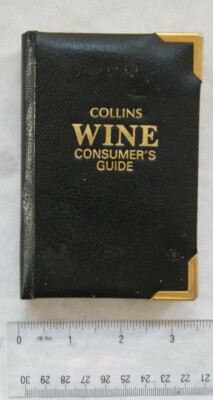 COLLINS
WINE
CONSUMER'S
GUIDE
0 1 2 3
30 29 28 27 26 25 24 23 22 21